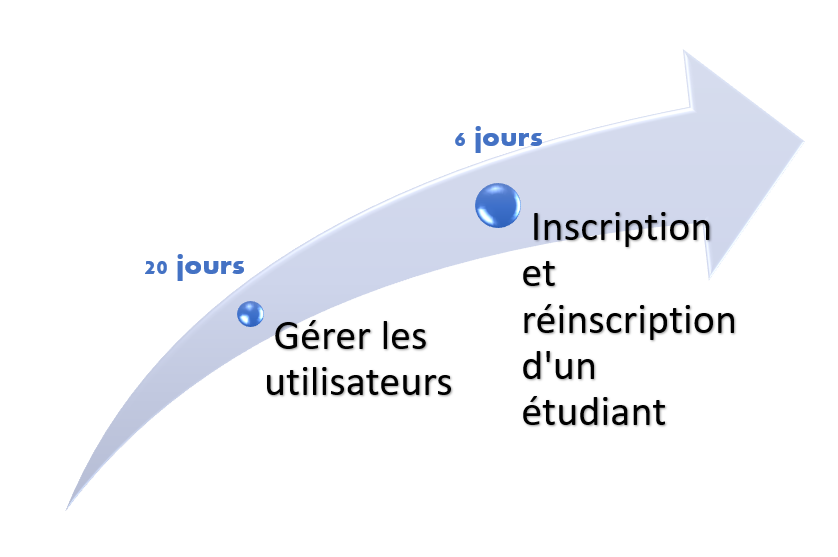 6 jours
Inscription
et
réinscription
d'un
étudiant
20 jours
Gérer les
utilisateurs